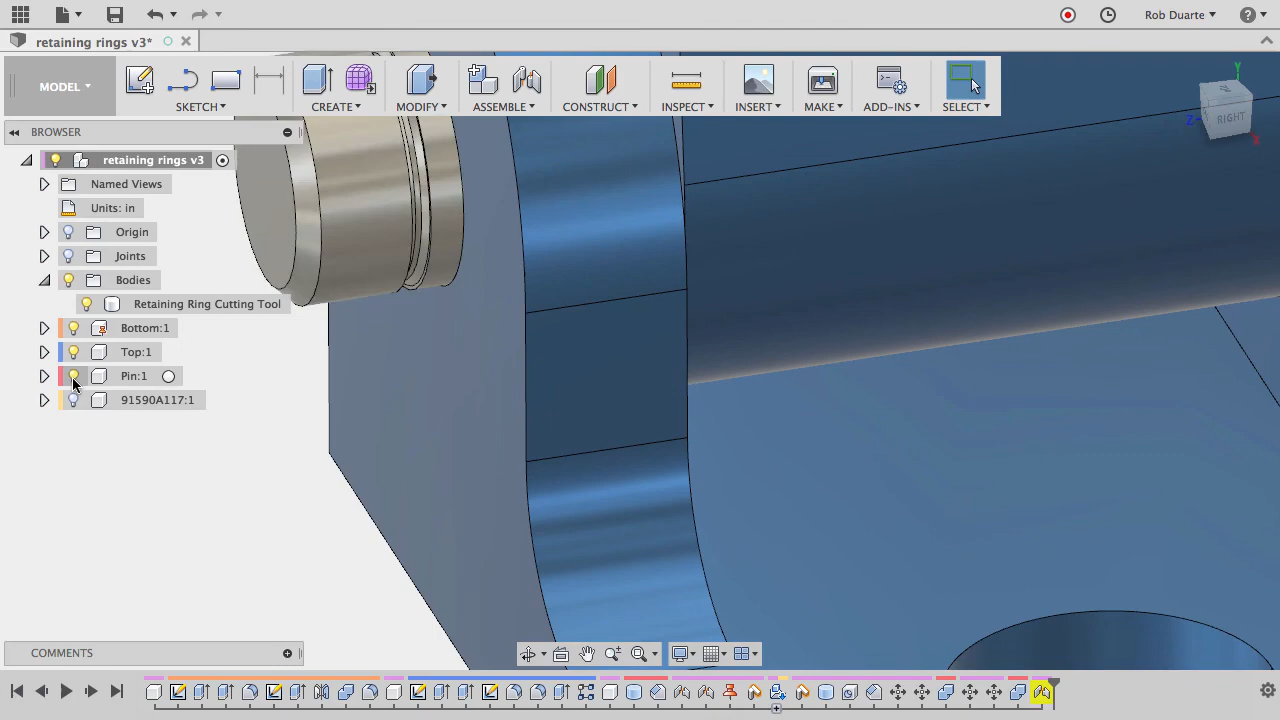 Rob Duarte
retaining rings v3*
MODEL
SKETCH
CREATE
MODIFY
ASSEMBLE
CONSTRUCT
INSPECT
INSERT
MAKE
ADD-INS
SELECT
Y
Z
RIGHT
X
BROWSER
retaining rings v3
Named Views
Units: in
Origin
Joints
Bodies
Retaining Ring Cutting Tool
Bottom:1
Top:1
Pin:1
91590A117:1
COMMENTS